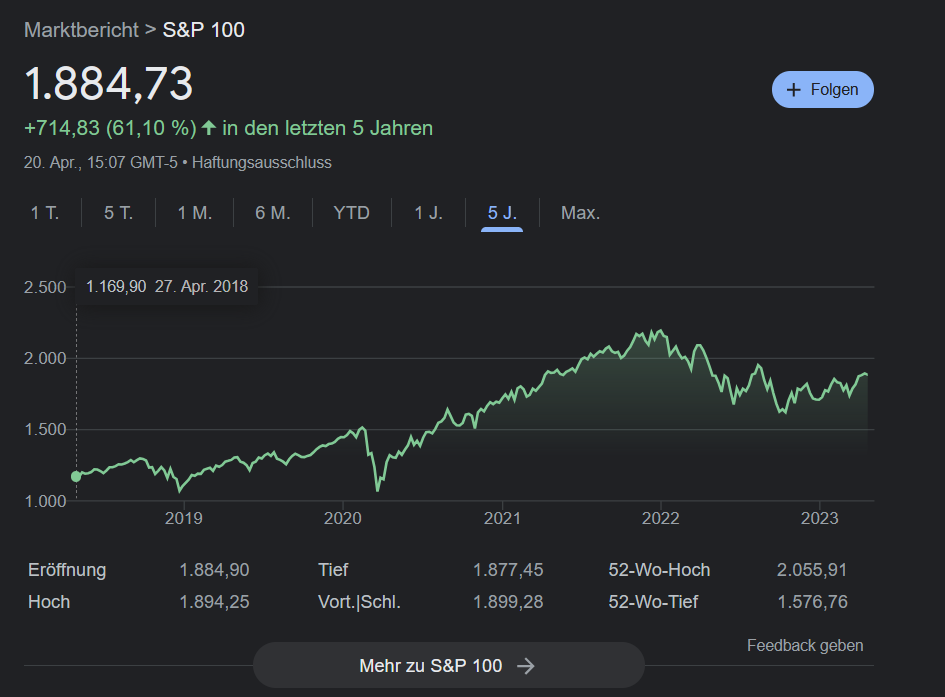 Marktbericht > S&P 100
1.884,73
+ Folgen
+714,83 (61,10 %) ↑ in den letzten 5 Jahren
20. Apr., 15:07 GMT-5 • Haftungsausschluss
1 T. 5 T. 1 M. 6 M. YTD 1 J. 5 J. Max.
2.500 1.169,90 27. Apr. 2018
2.000
1.500
1.000
2019 2020 2021 2022 2023
Eröffnung 1.884,90 Tief 1.877,45 52-Wo-Hoch 2.055,91
Hoch 1.894,25 Vort.|Schl. 1.899,28 52-Wo-Tief 1.576,76
Feedback geben
Mehr zu S&P 100 →